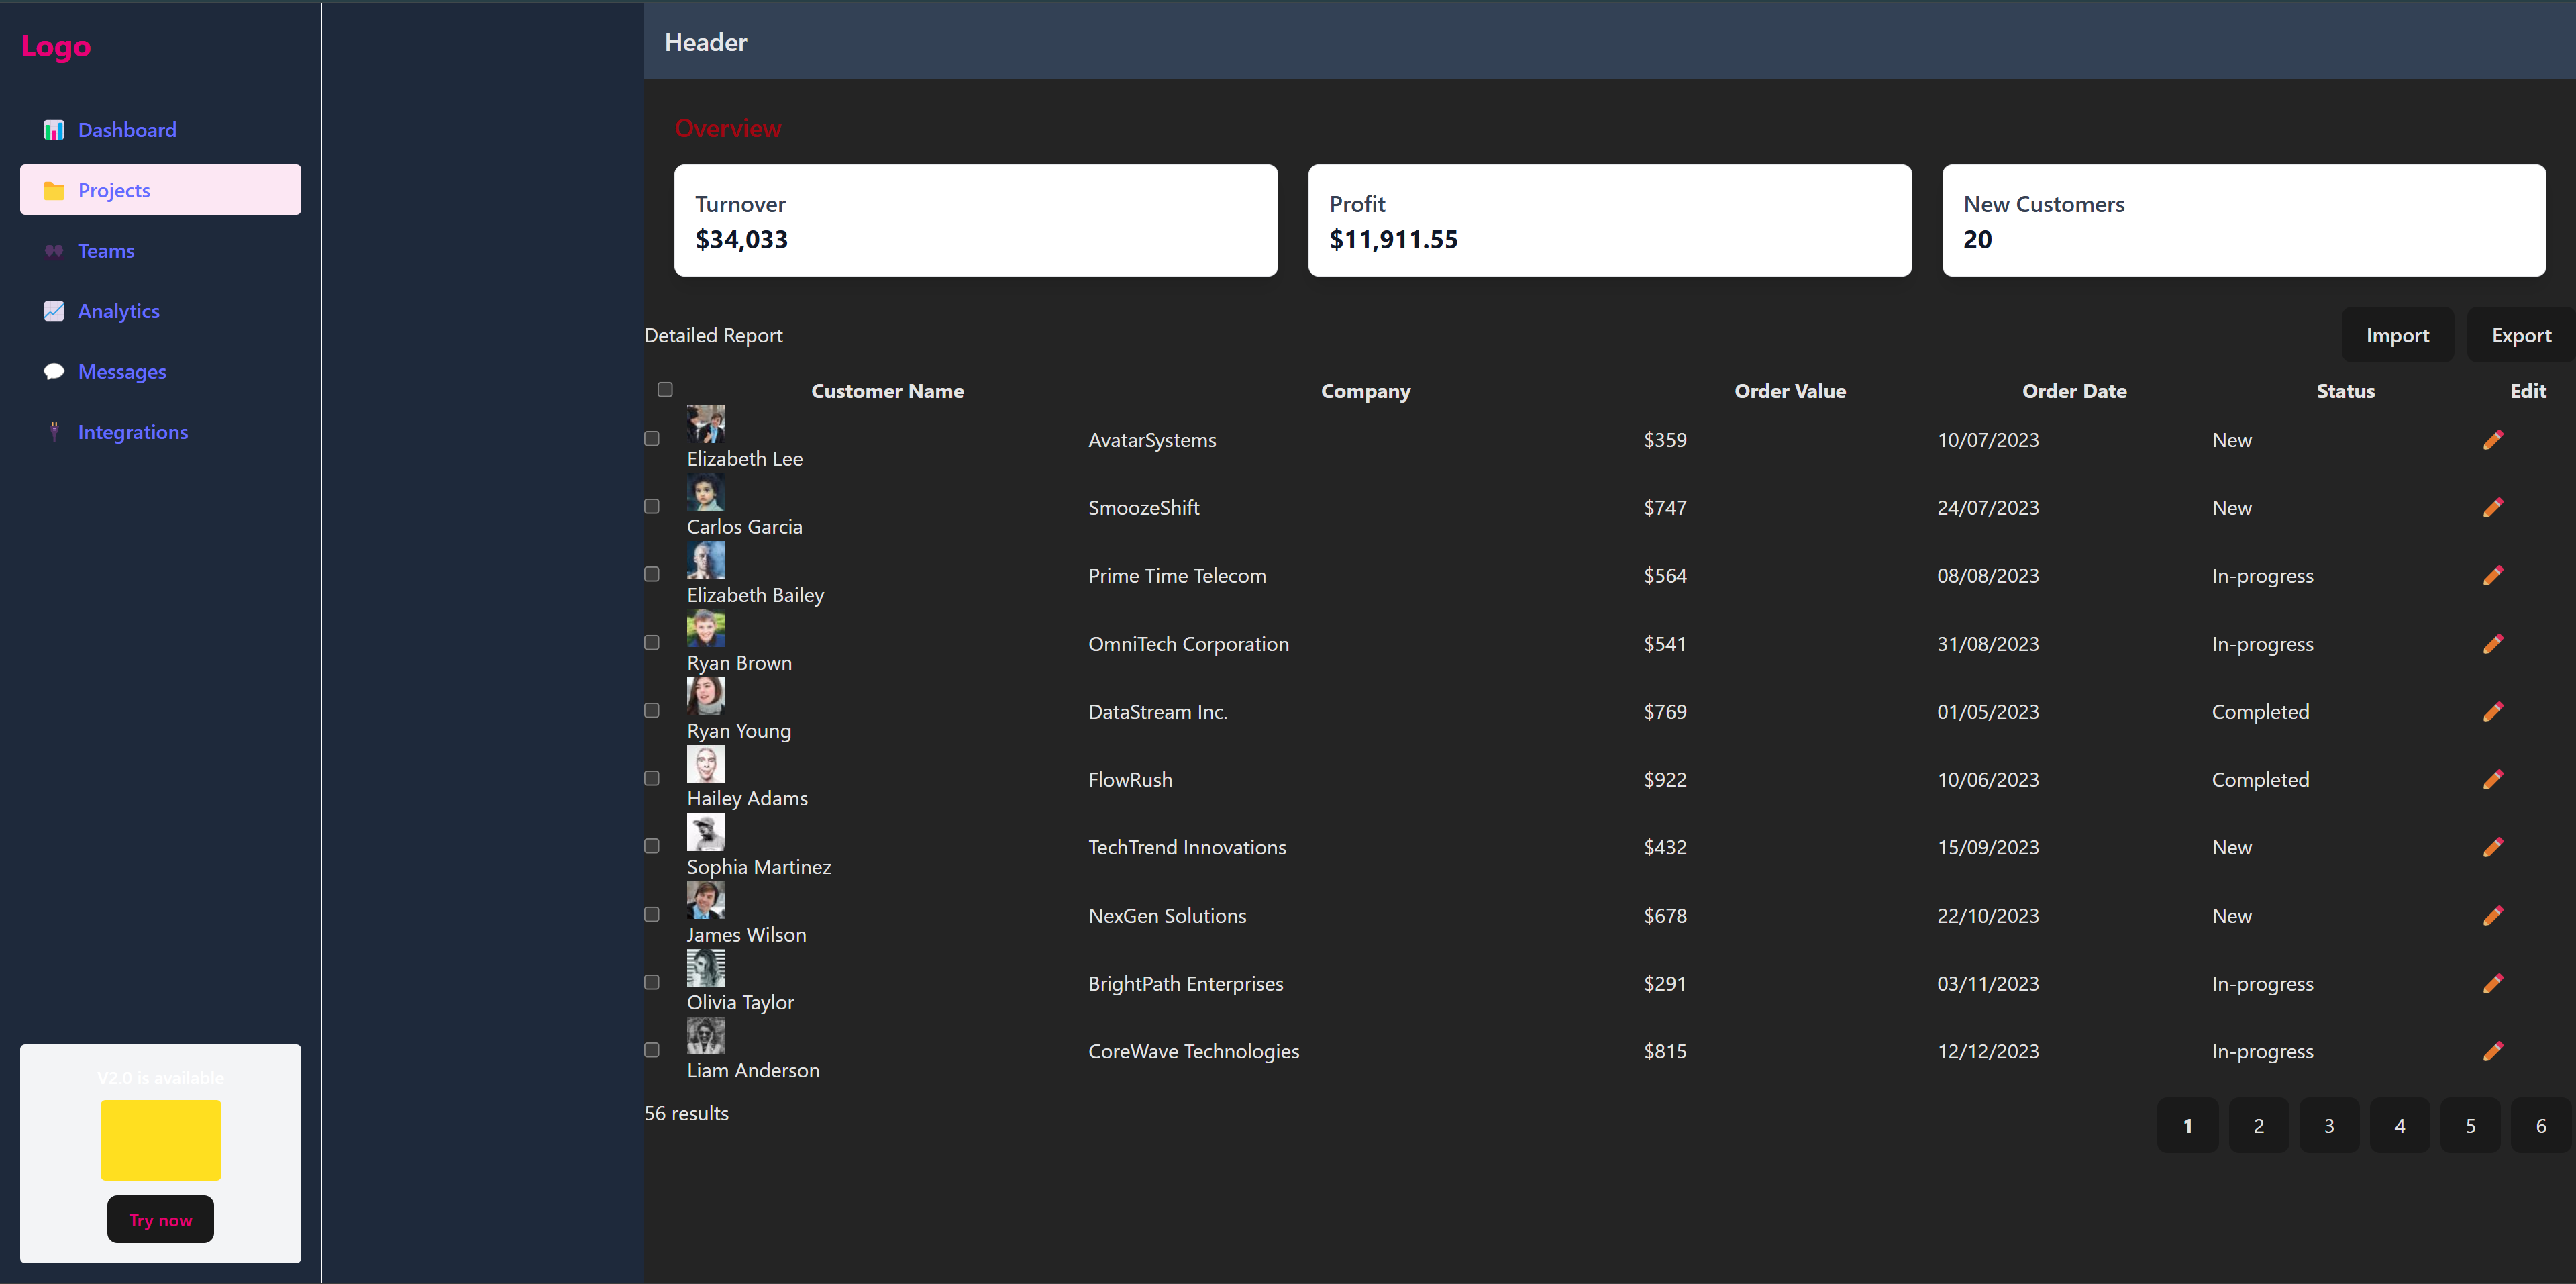 Logo
Dashboard
Projects
Teams
Analytics
Messages
Integrations
V2.0 is available
Try now
Header
Overview
Turnover
$34,033
Profit
$11,911.55
New Customers
20
Detailed Report
Import Export
Customer Name Company Order Value Order Date Status Edit
Elizabeth Lee AvatarSystems $359 10/07/2023 New
Carlos Garcia SmoozeShift $747 24/07/2023 New
Elizabeth Bailey Prime Time Telecom $564 08/08/2023 In-progress
Ryan Brown OmniTech Corporation $541 31/08/2023 In-progress
Ryan Young DataStream Inc. $769 01/05/2023 Completed
Hailey Adams FlowRush $922 10/06/2023 Completed
Sophia Martinez TechTrend Innovations $432 15/09/2023 New
James Wilson NexGen Solutions $678 22/10/2023 New
Olivia Taylor BrightPath Enterprises $291 03/11/2023 In-progress
Liam Anderson CoreWave Technologies $815 12/12/2023 In-progress
56 results
1 2 3 4 5 6